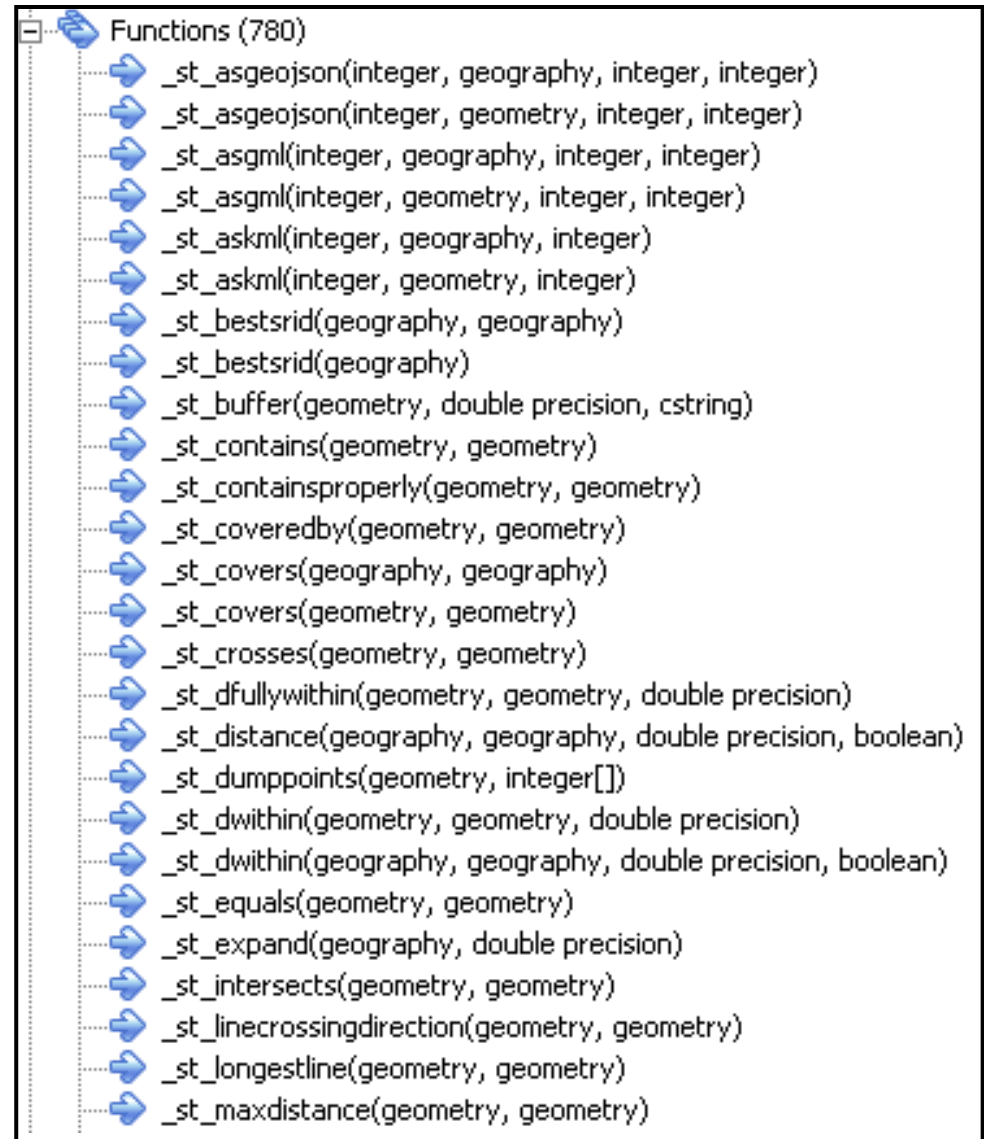 Functions (780)
_st_asgeojson(integer, geography, integer, integer)
_st_asgeojson(integer, geometry, integer, integer)
_st_asgml(integer, geography, integer, integer)
_st_asgml(integer, geometry, integer, integer)
_st_askml(integer, geography, integer)
_st_askml(integer, geometry, integer)
_st_bestsrid(geography, geography)
_st_bestsrid(geography)
_st_buffer(geometry, double precision, cstring)
_st_contains(geometry, geometry)
_st_containsproperly(geometry, geometry)
_st_coveredby(geometry, geometry)
_st_covers(geography, geography)
_st_covers(geometry, geometry)
_st_crosses(geometry, geometry)
_st_dfullywithin(geometry, geometry, double precision)
_st_distance(geography, geography, double precision, boolean)
_st_dumppoints(geometry, integer[])
_st_dwithin(geometry, geometry, double precision)
_st_dwithin(geography, geography, double precision, boolean)
_st_equals(geometry, geometry)
_st_expand(geography, double precision)
_st_intersects(geometry, geometry)
_st_linecrossingdirection(geometry, geometry)
_st_longestline(geometry, geometry)
_st_maxdistance(geometry, geometry)